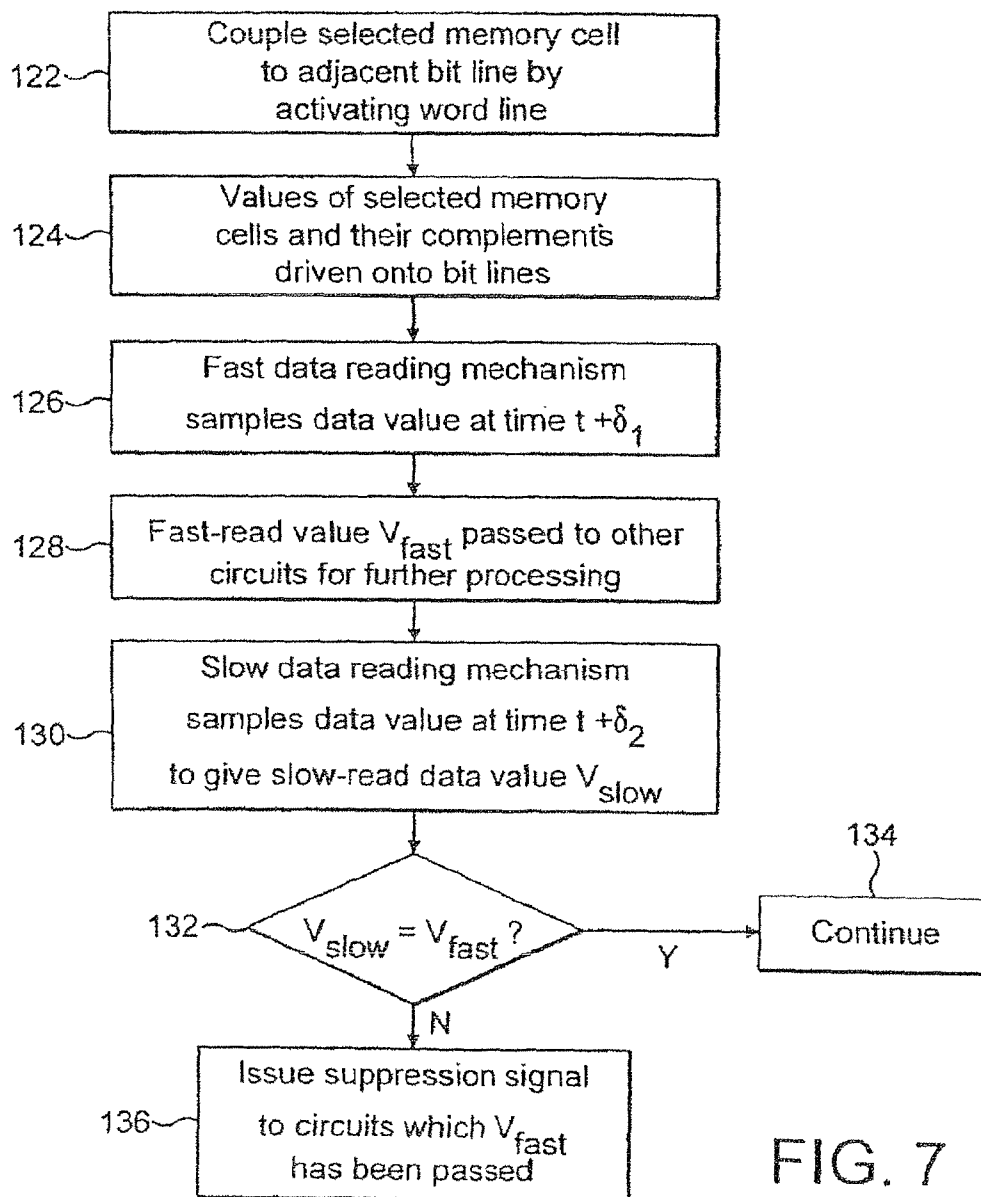 122
Couple selected memory cell
to adjacent bit line by
activating word line
124
Values of selected memory
cells and their complements
driven onto bit lines
126
Fast data reading mechanism
samples data value at time t +δ1
128
Fast-read value Vfast passed to other
circuits for further processing
130
Slow data reading mechanism
samples data value at time t +δ2
to give slow-read data value Vslow
132
Vslow = Vfast ?
Y
134
Continue
N
136
Issue suppression signal
to circuits which Vfast
has been passed
FIG. 7